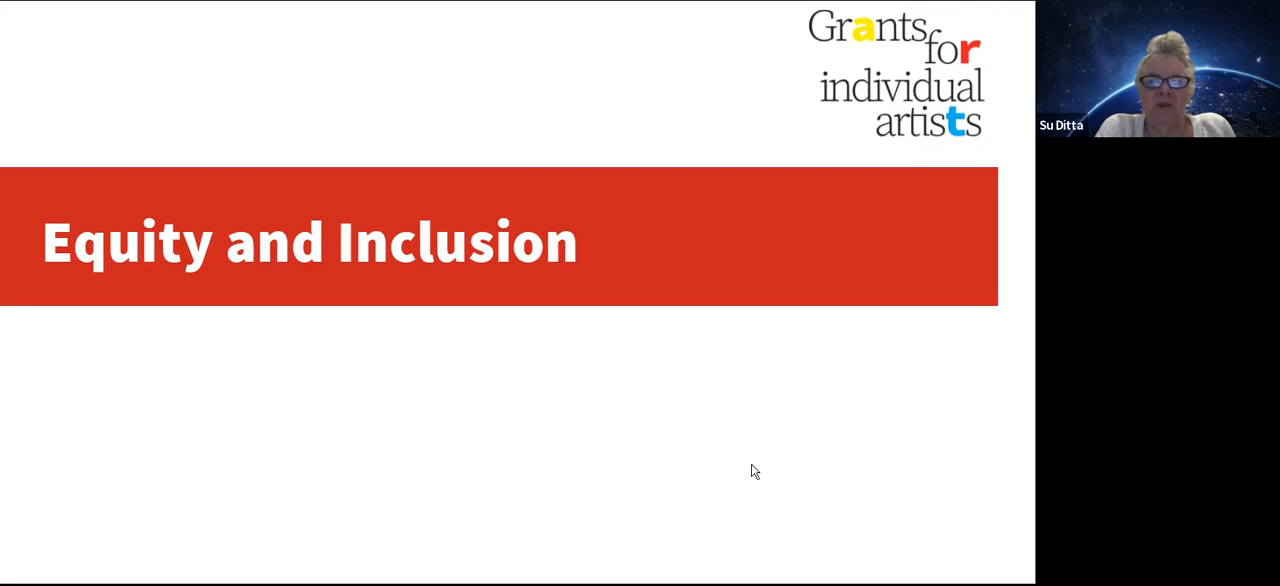 Grants
for
individual
artists
Su Ditta
Equity and Inclusion